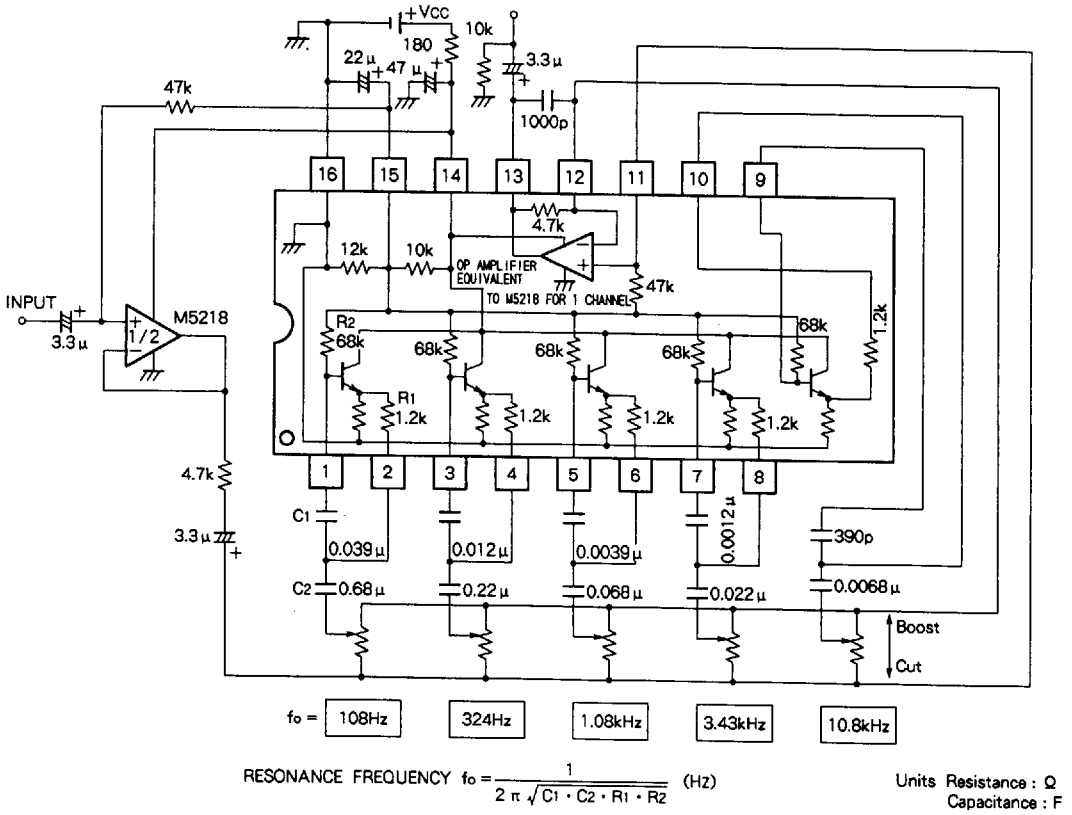 +Vcc
10k
180
22μ
47 μ
3.3μ
47k
1000p
16
15
14
13
12
11
10
9
4.7k
12k
10k
OP AMPLIFIER
EQUIVALENT
TO M5218 FOR 1 CHANNEL
47k
INPUT
3.3μ
+
1/2
−
M5218
R2
68k
68k
68k
68k
68k
1.2k
R1
1.2k
1.2k
1.2k
1.2k
1
2
3
4
5
6
7
8
4.7k
3.3μ
C1
0.039μ
0.012μ
0.0039μ
0.0012μ
390p
C2
0.68μ
0.22μ
0.068μ
0.022μ
0.0068μ
Boost
Cut
fo = 108Hz 324Hz 1.08kHz 3.43kHz 10.8kHz
RESONANCE FREQUENCY fo = 1 / 2 π √C1 · C2 · R1 · R2 (Hz)
Units Resistance : Ω
Capacitance : F